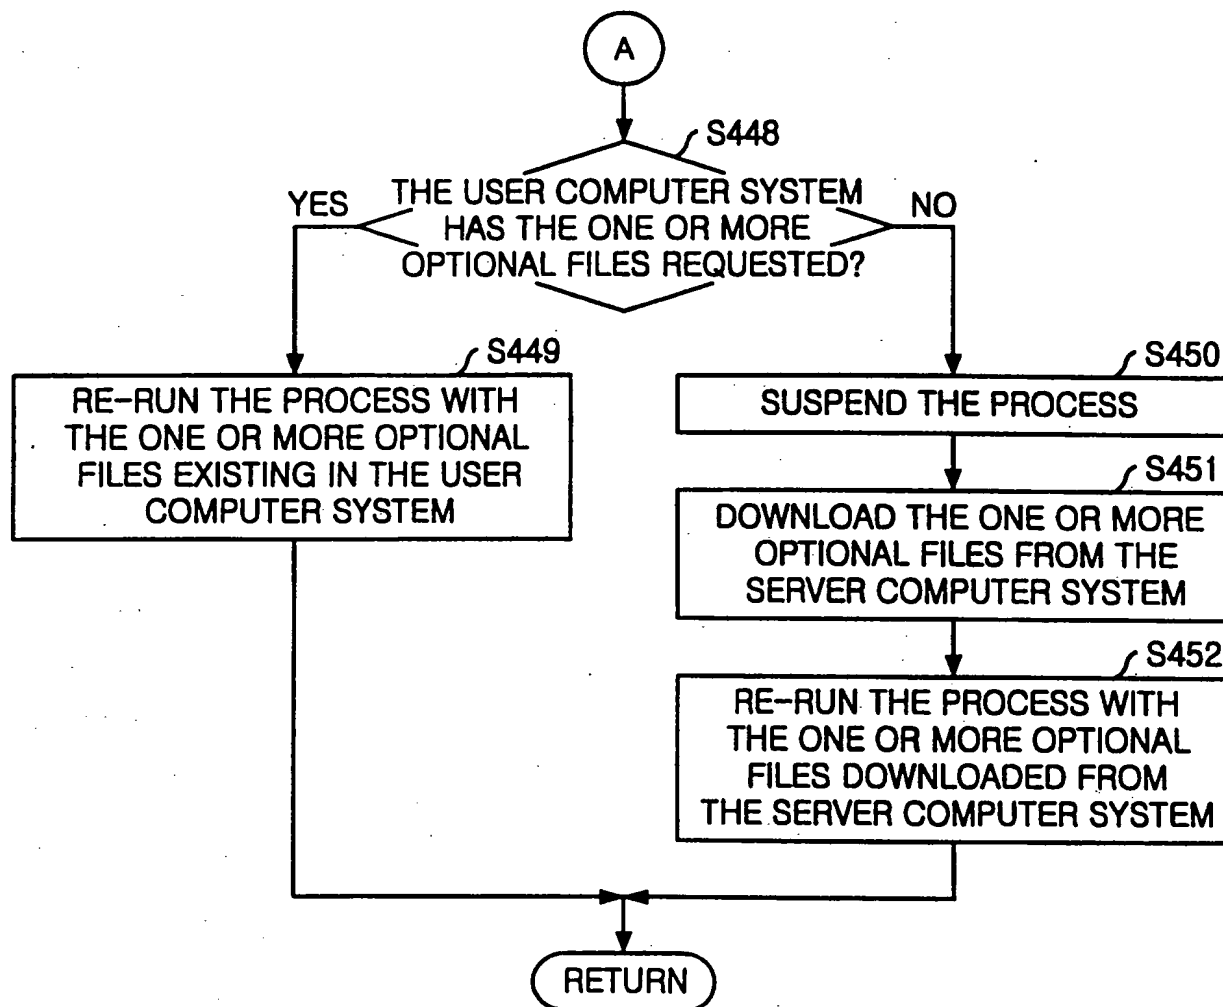 A
S448
THE USER COMPUTER SYSTEM
HAS THE ONE OR MORE
OPTIONAL FILES REQUESTED?
YES
NO
S449
RE-RUN THE PROCESS WITH
THE ONE OR MORE OPTIONAL
FILES EXISTING IN THE USER
COMPUTER SYSTEM
S450
SUSPEND THE PROCESS
S451
DOWNLOAD THE ONE OR MORE
OPTIONAL FILES FROM THE
SERVER COMPUTER SYSTEM
S452
RE-RUN THE PROCESS WITH
THE ONE OR MORE OPTIONAL
FILES DOWNLOADED FROM
THE SERVER COMPUTER SYSTEM
RETURN